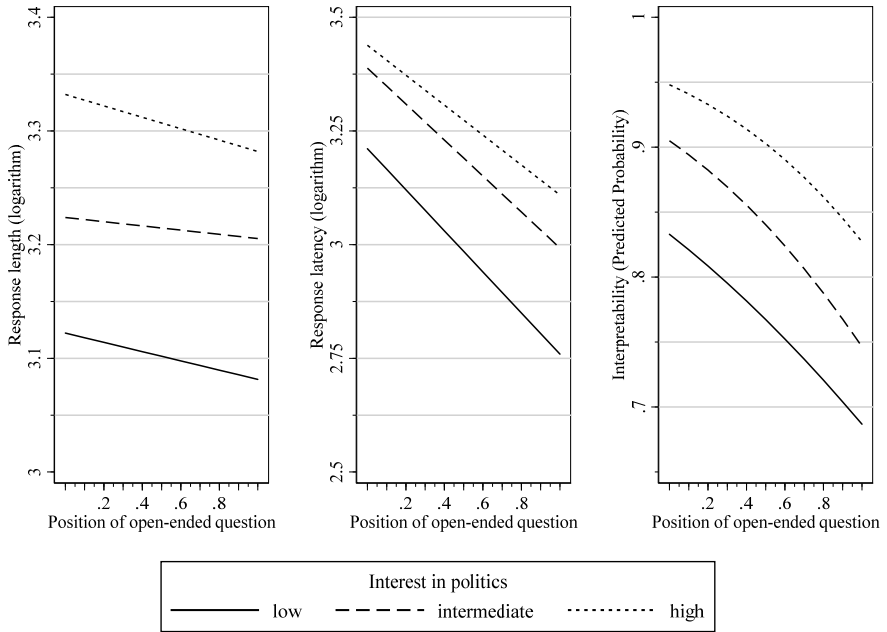 Response length (logarithm)
3.4
3.3
3.2
3.1
3
.2 .4 .6 .8
Position of open-ended question
Response latency (logarithm)
3.5
3.25
3
2.75
2.5
.2 .4 .6 .8
Position of open-ended question
Interpretability (Predicted Probability)
1
.9
.8
.7
.2 .4 .6 .8
Position of open-ended question
Interest in politics
low intermediate high